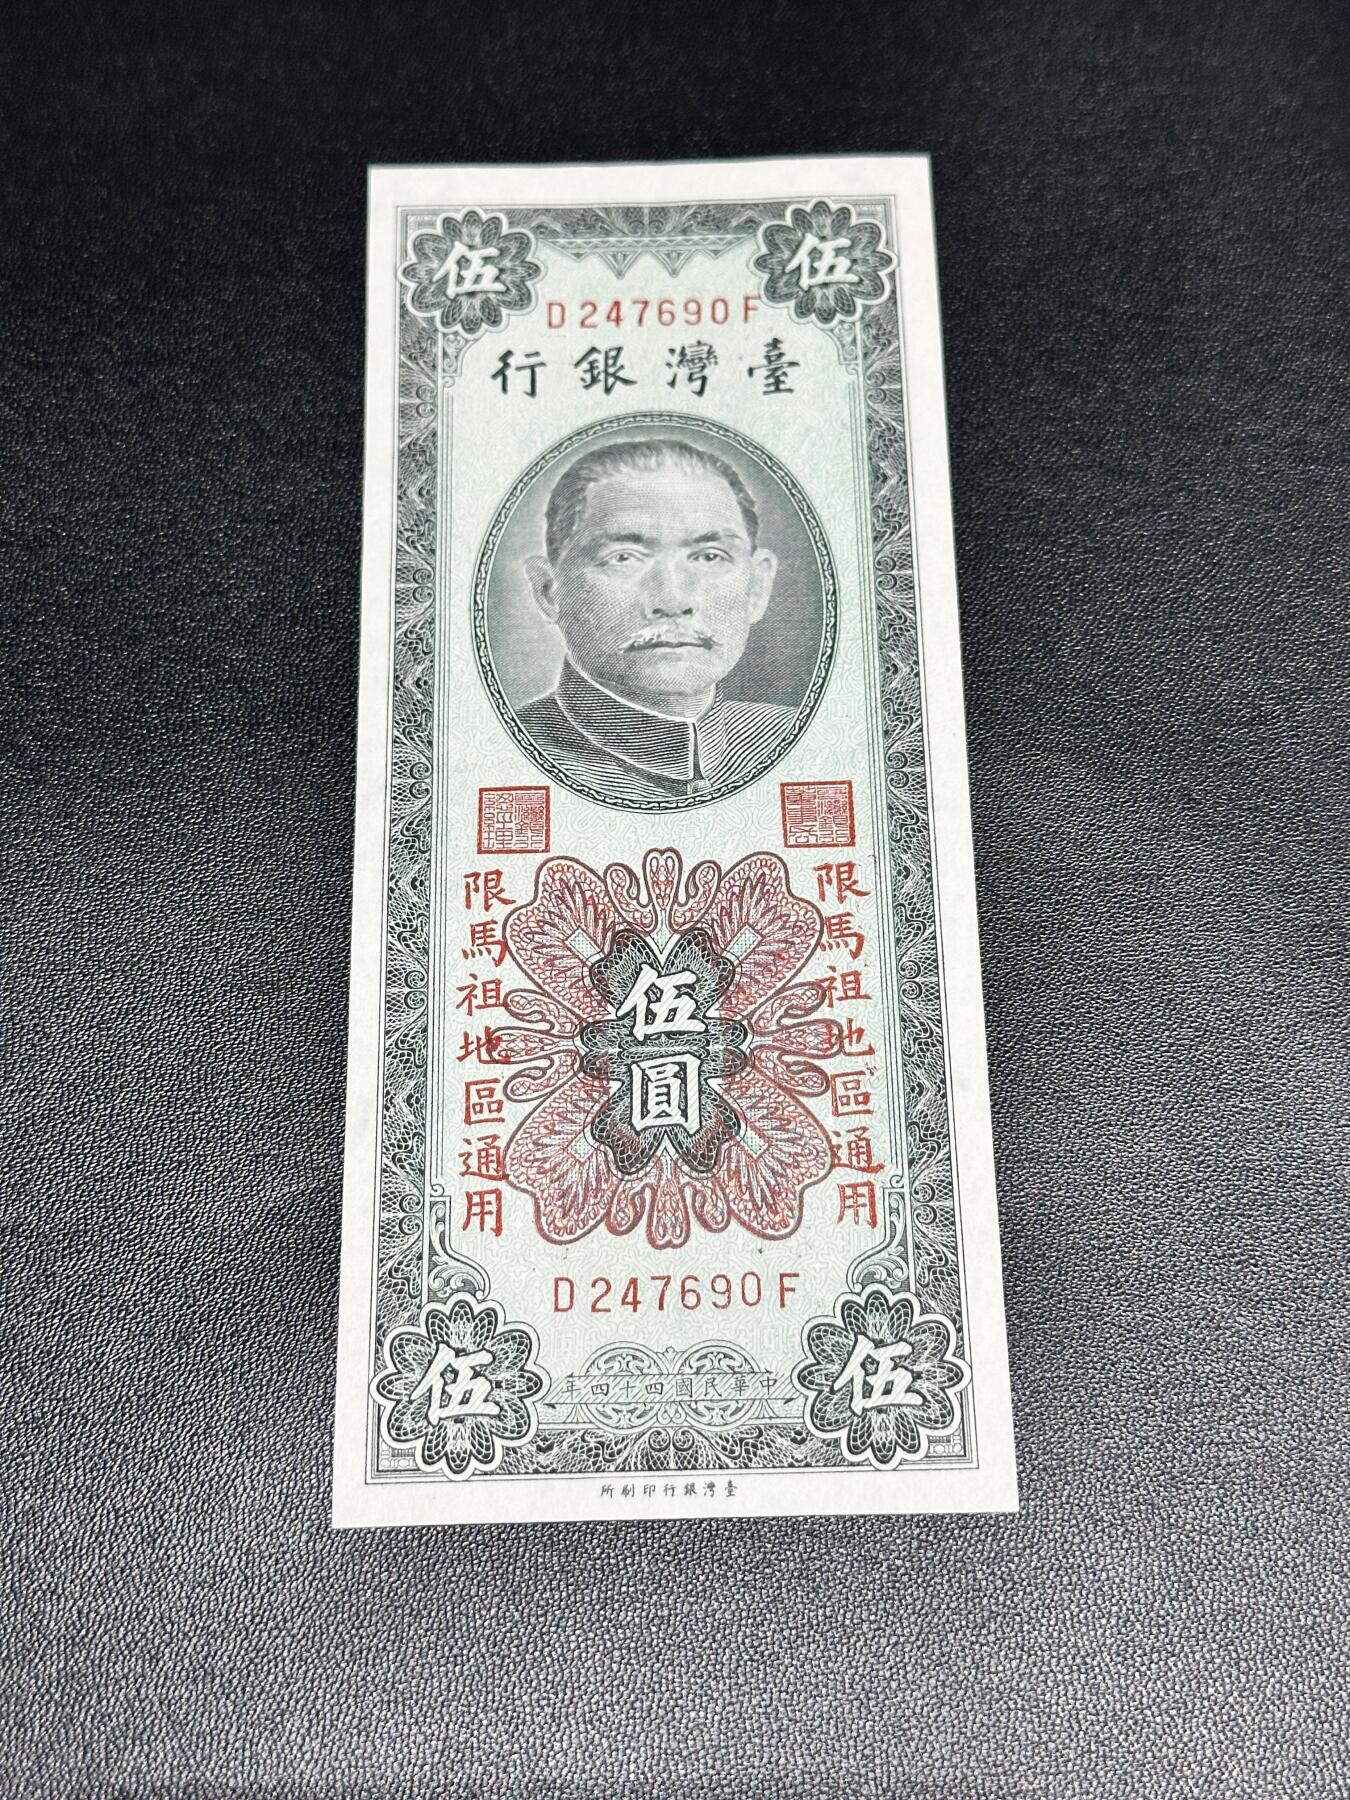 伍 伍
D247690F
臺灣銀行
限馬祖地區通用
限馬祖地區通用
伍圓
D247690F
伍 伍
中華民國四十四年
臺灣銀行印刷所